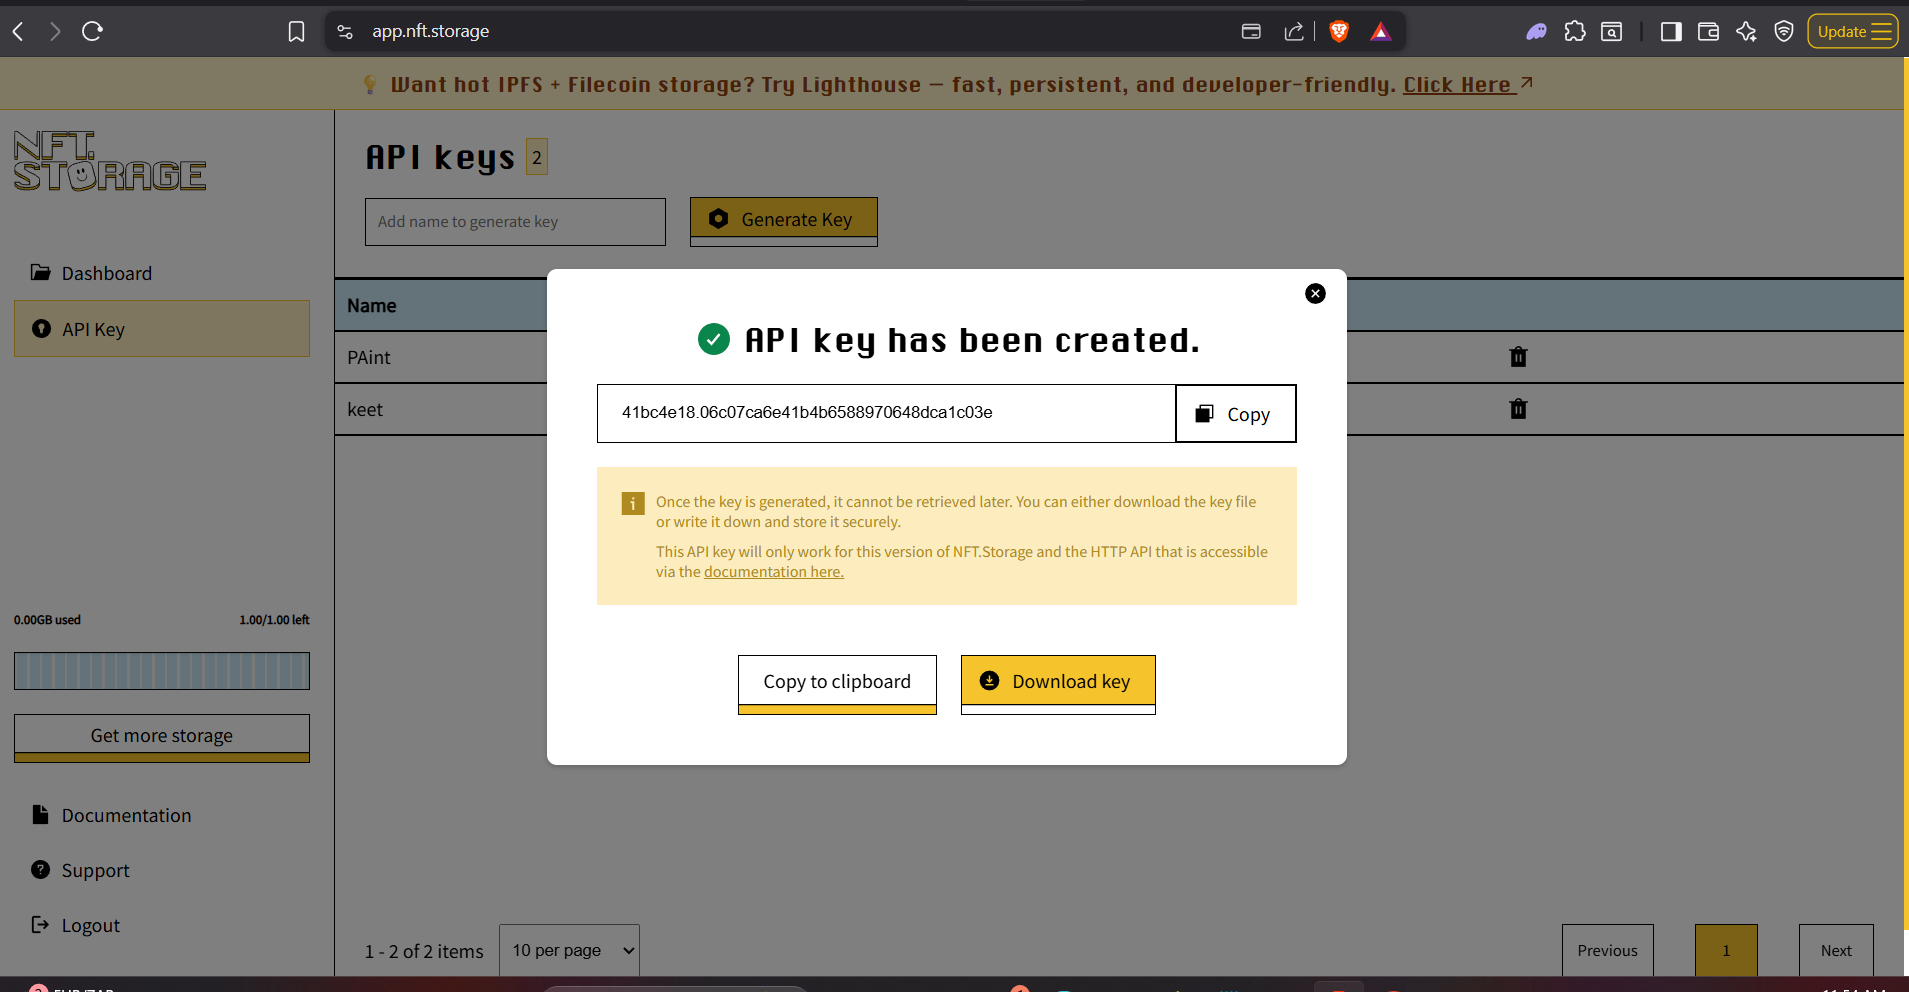 app.nft.storage
Update
Want hot IPFS + Filecoin storage? Try Lighthouse – fast, persistent, and developer-friendly. Click Here
NFT.
STORAGE
API keys 2
Add name to generate key
Generate Key
Dashboard
API Key
Name
PAint
keet
API key has been created.
41bc4e18.06c07ca6e41b4b6588970648dca1c03e
Copy
i
Once the key is generated, it cannot be retrieved later. You can either download the key file
or write it down and store it securely.
This API key will only work for this version of NFT.Storage and the HTTP API that is accessible
via the documentation here.
Copy to clipboard
Download key
0.00GB used
1.00/1.00 left
Get more storage
Documentation
Support
Logout
1 - 2 of 2 items
10 per page
Previous
1
Next